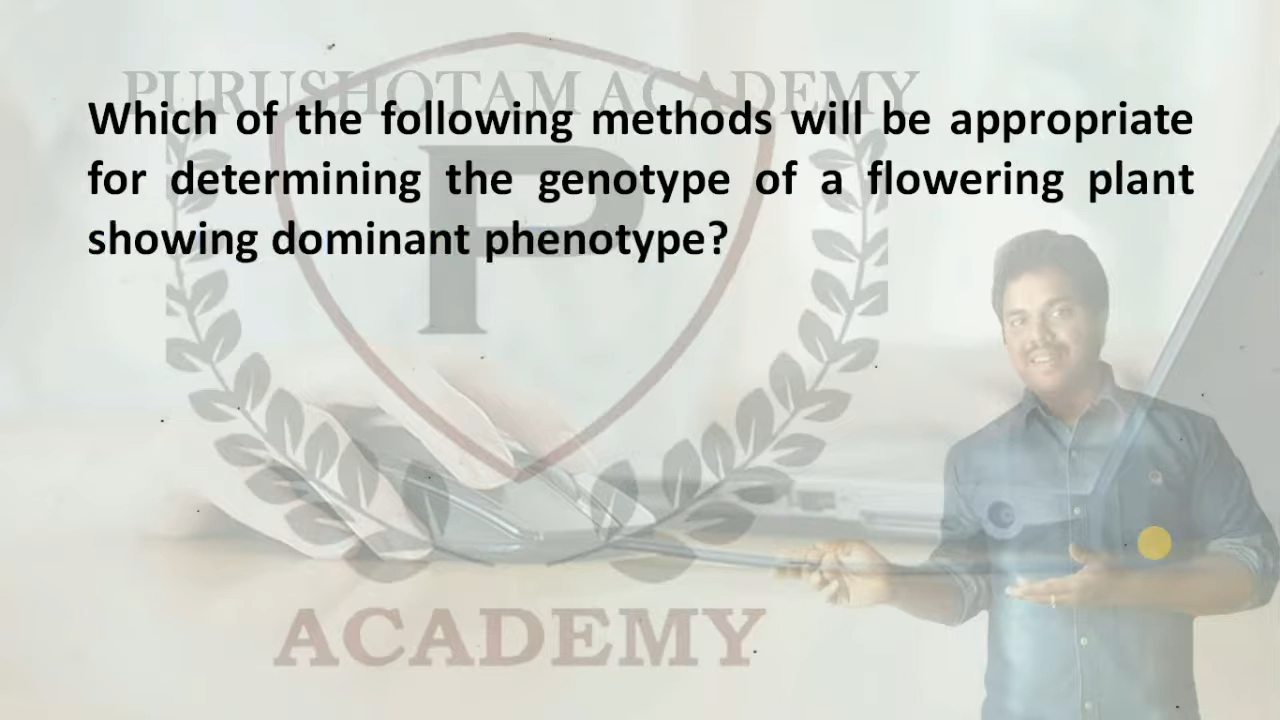 PURUSHOTAM ACADEMY
Which of the following methods will be appropriate
for determining the genotype of a flowering plant
showing dominant phenotype?
P
ACADEMY